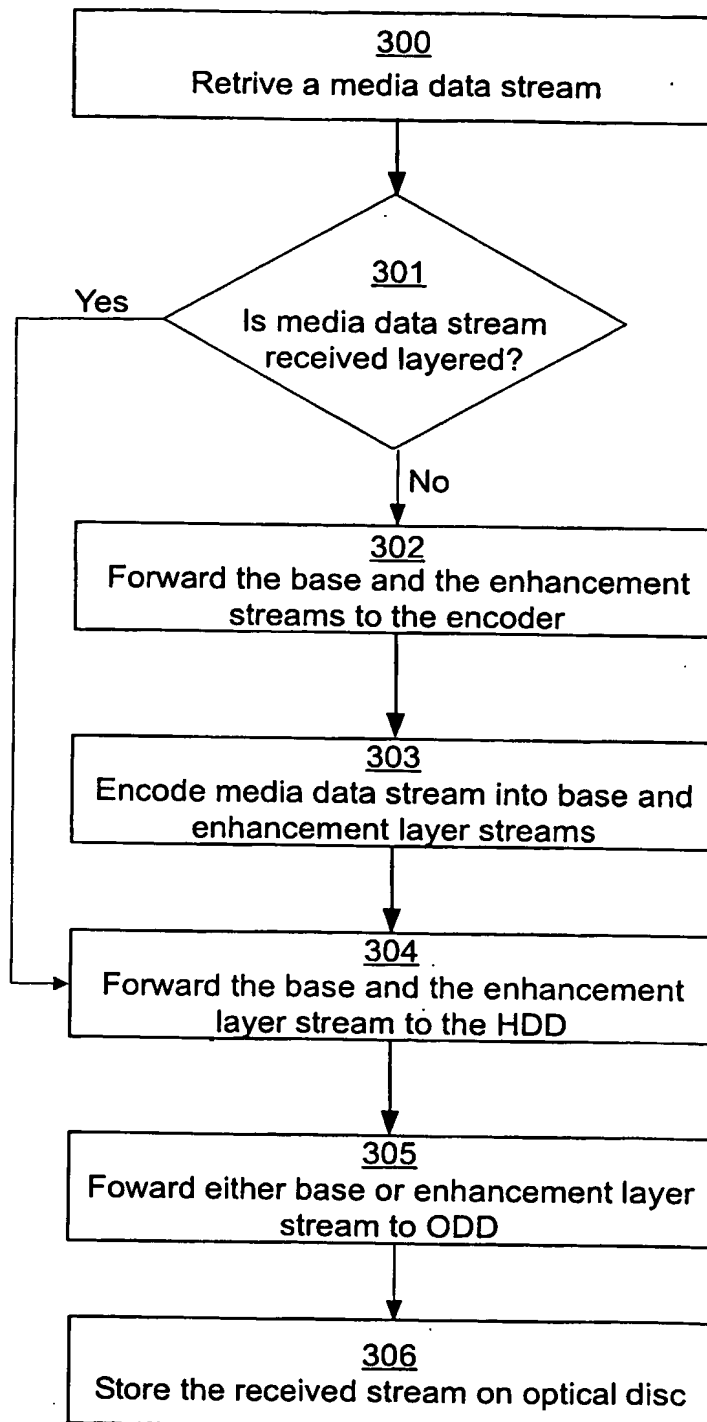 300
Retrive a media data stream
301
Yes
Is media data stream
received layered?
No
302
Forward the base and the enhancement
streams to the encoder
303
Encode media data stream into base and
enhancement layer streams
304
Forward the base and the enhancement
layer stream to the HDD
305
Foward either base or enhancement layer
stream to ODD
306
Store the received stream on optical disc